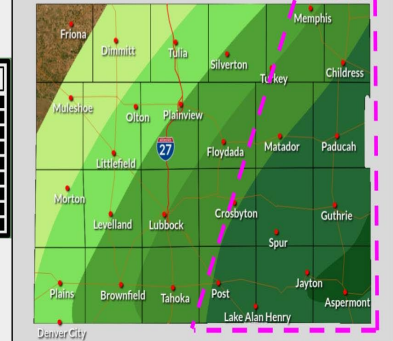 Memphis
Friona
Dimmitt
Tulia
Silverton
Turkey
Childress
Muleshoe
Olton
Plainview
27
Floydada
Matador
Paducah
Littlefield
Morton
Levelland
Lubbock
Crosbyton
Guthrie
Spur
Plains
Brownfield
Tahoka
Post
Jayton
Aspermont
Lake Alan Henry
Denver City